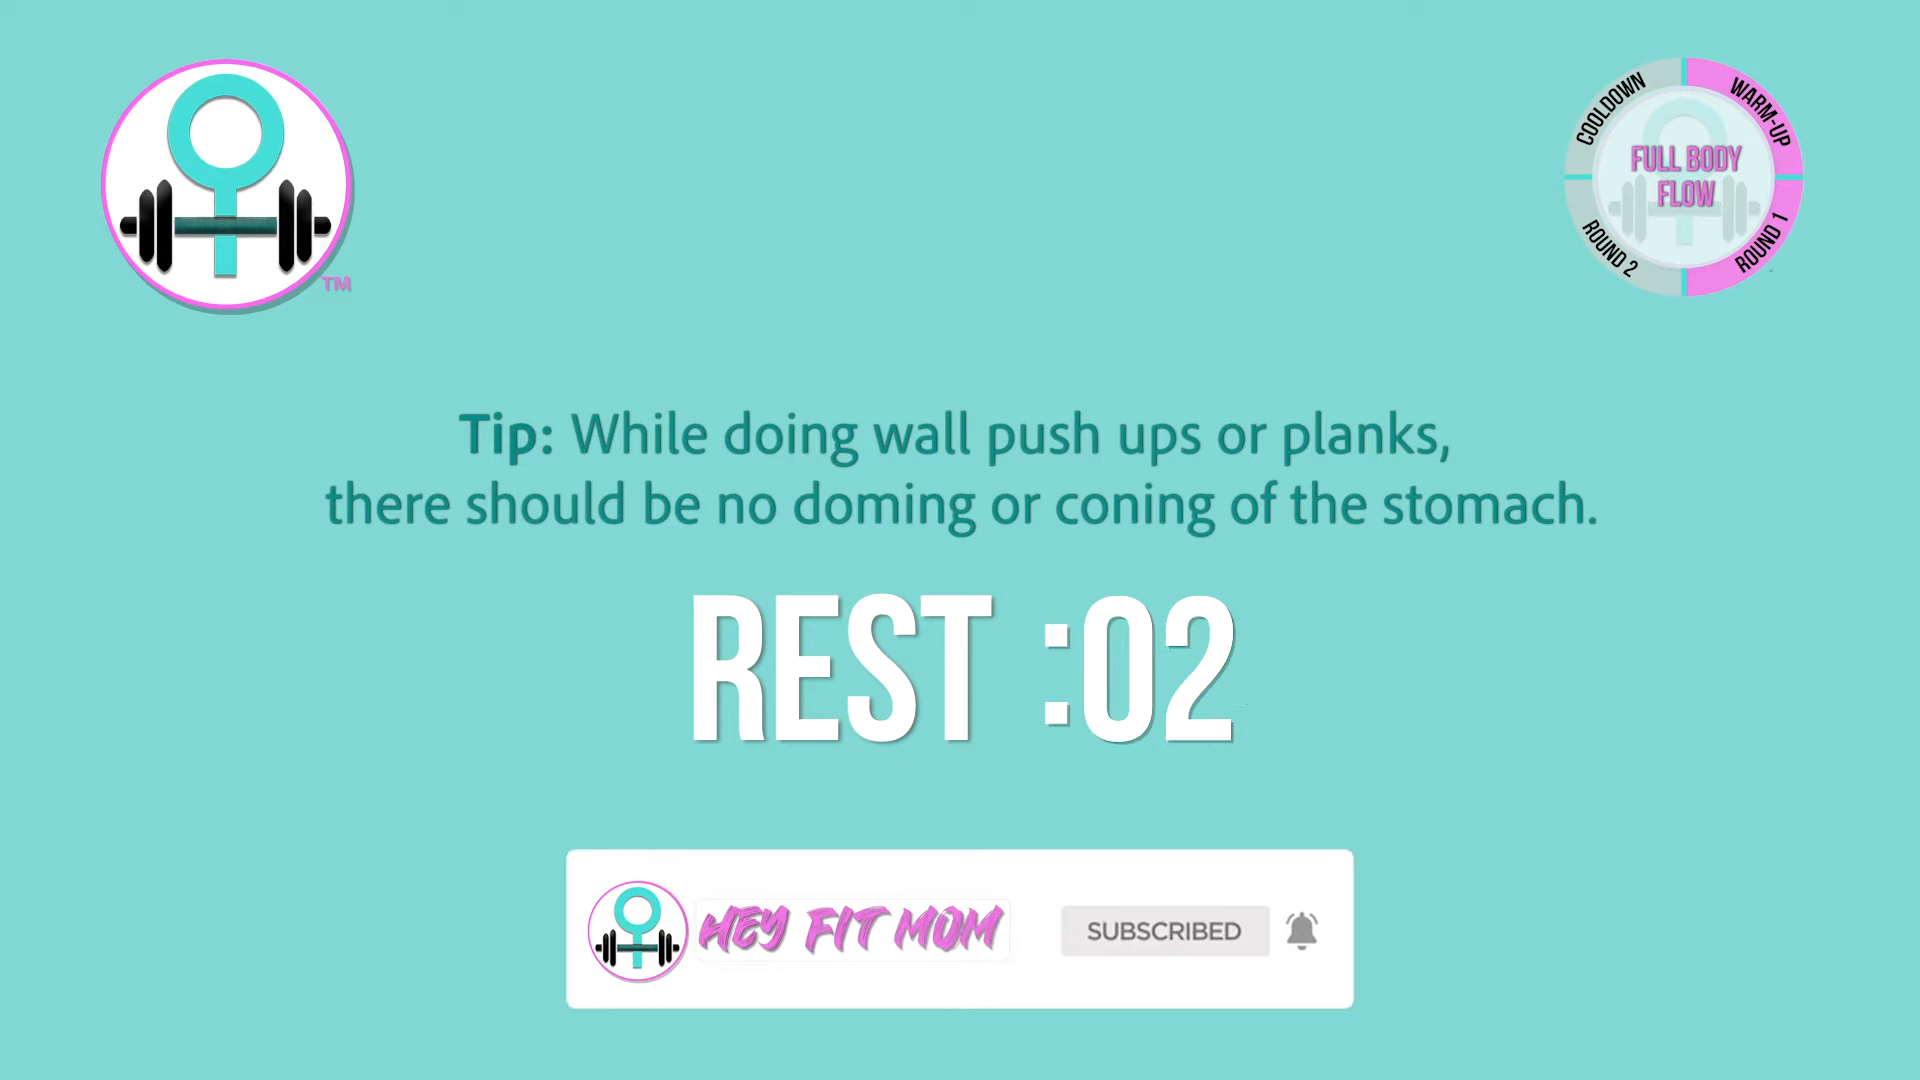 TM
COOLDOWN
WARM-UP
FULL BODY
FLOW
ROUND 2
ROUND 1
Tip: While doing wall push ups or planks,
there should be no doming or coning of the stomach.
REST :02
HEY FIT MOM
SUBSCRIBED